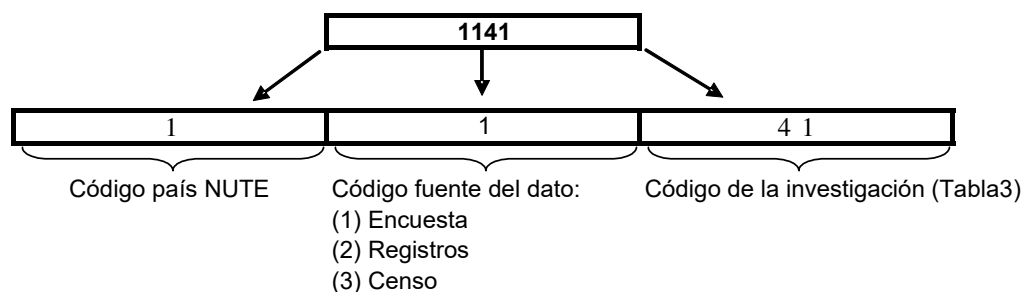 1141
1 1 4 1
Código país NUTE
Código fuente del dato:
(1) Encuesta
(2) Registros
(3) Censo
Código de la investigación (Tabla3)